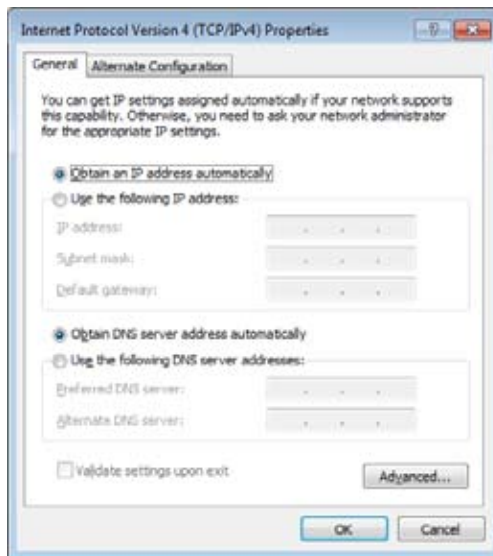 Internet Protocol Version 4 (TCP/IPv4) Properties
General
Alternate Configuration
You can get IP settings assigned automatically if your network supports
this capability. Otherwise, you need to ask your network administrator
for the appropriate IP settings.
Obtain an IP address automatically
Use the following IP address:
IP address:
Subnet mask:
Default gateway:
Obtain DNS server address automatically
Use the following DNS server addresses:
Preferred DNS server:
Alternate DNS server:
Validate settings upon exit
Advanced...
OK
Cancel